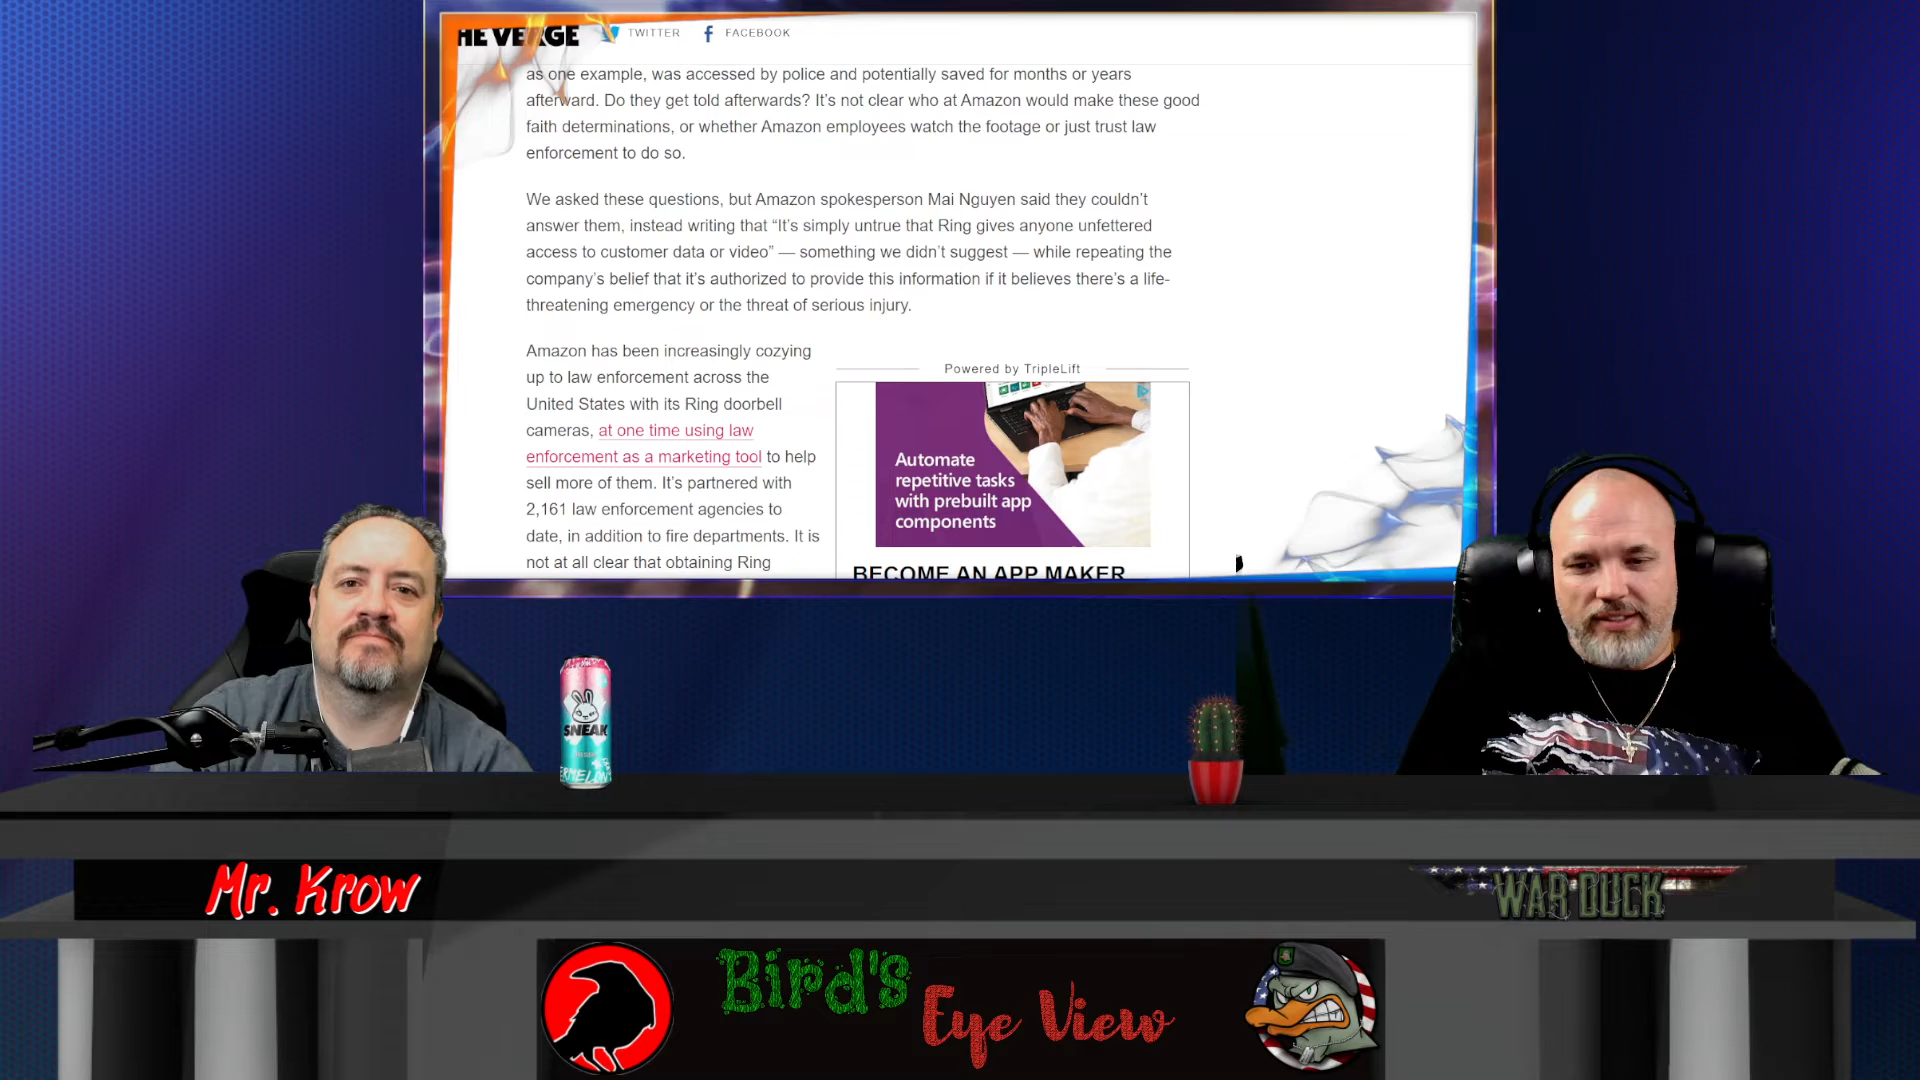 HE VERGE
TWITTER
FACEBOOK
as one example, was accessed by police and potentially saved for months or years
afterward. Do they get told afterwards? It’s not clear who at Amazon would make these good
faith determinations, or whether Amazon employees watch the footage or just trust law
enforcement to do so.
We asked these questions, but Amazon spokesperson Mai Nguyen said they couldn’t
answer them, instead writing that “It’s simply untrue that Ring gives anyone unfettered
access to customer data or video” — something we didn’t suggest — while repeating the
company’s belief that it’s authorized to provide this information if it believes there’s a life-
threatening emergency or the threat of serious injury.
Amazon has been increasingly cozying
up to law enforcement across the
United States with its Ring doorbell
cameras, at one time using law
enforcement as a marketing tool to help
sell more of them. It’s partnered with
2,161 law enforcement agencies to
date, in addition to fire departments. It is
not at all clear that obtaining Ring
Powered by TripleLift
Automate
repetitive tasks
with prebuilt app
components
BECOME AN APP MAKER
SNEAK
ERMELON
Mr. Krow
WAR DUCK
Bird's
Eye View